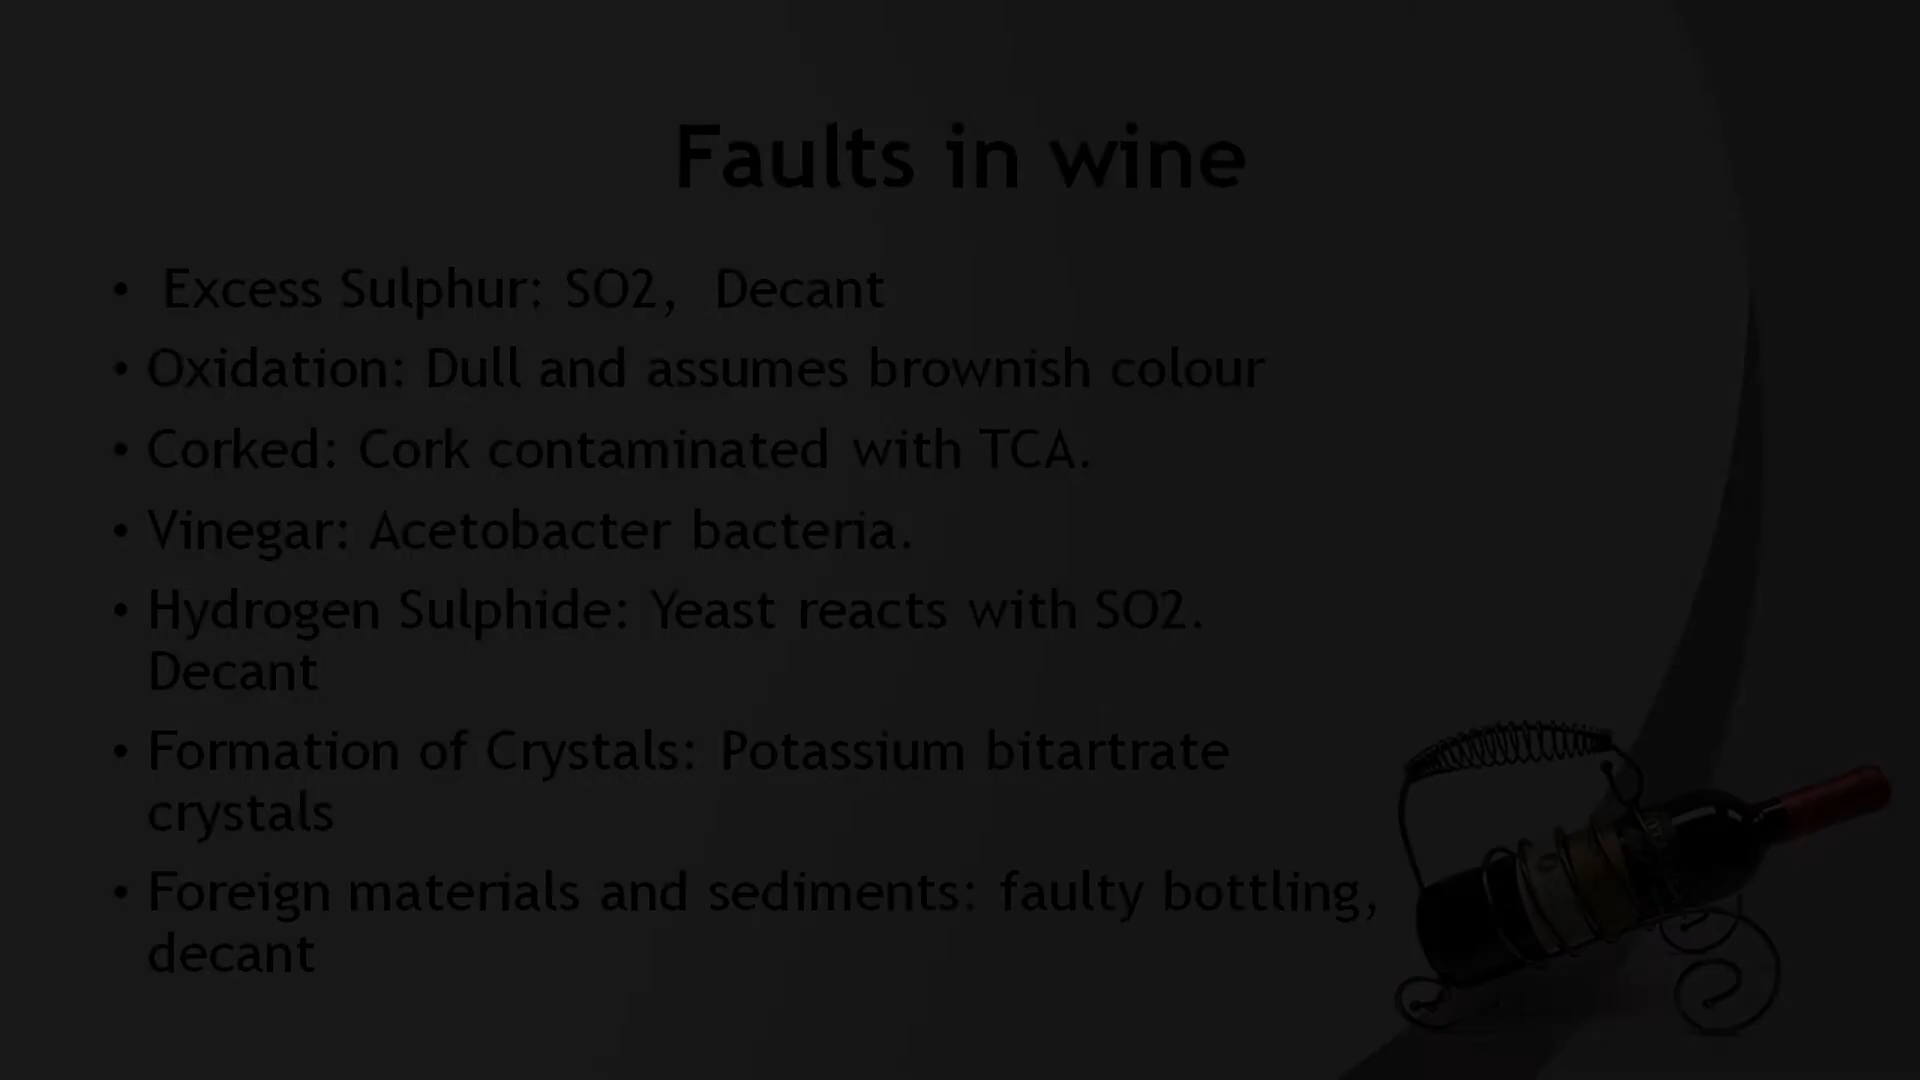 Faults in wine
• Excess Sulphur: SO2, Decant
• Oxidation: Dull and assumes brownish colour
• Corked: Cork contaminated with TCA.
• Vinegar: Acetobacter bacteria.
• Hydrogen Sulphide: Yeast reacts with SO2.
Decant
• Formation of Crystals: Potassium bitartrate
crystals
• Foreign materials and sediments: faulty bottling,
decant